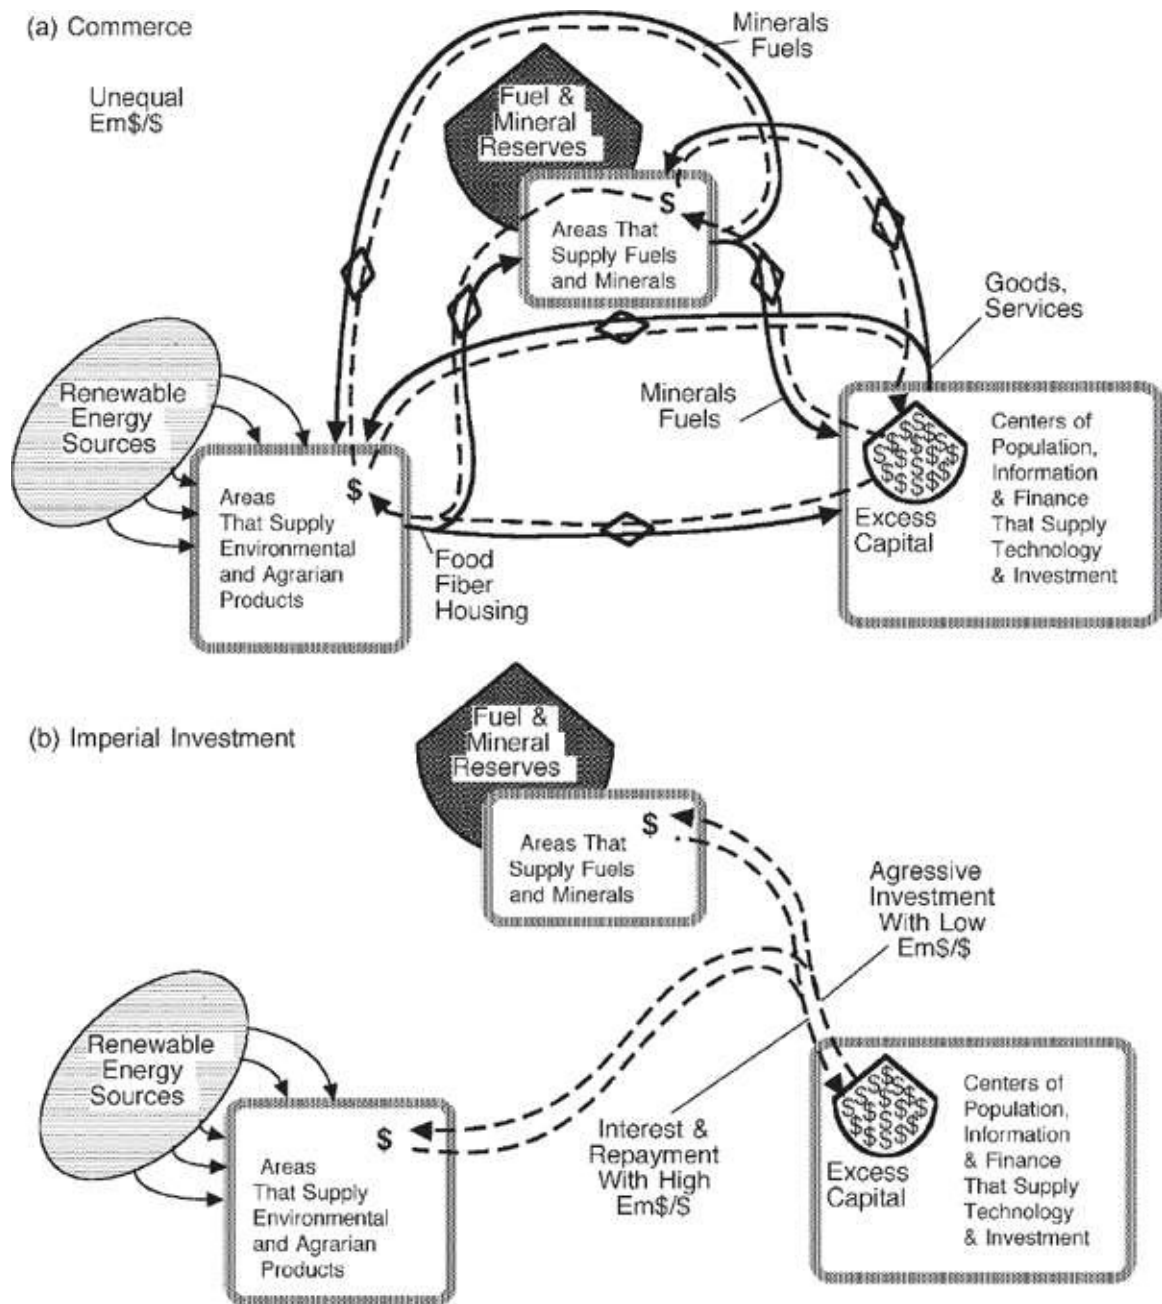 (a) Commerce
Unequal
Em$/$
Minerals
Fuels
Fuel &
Mineral
Reserves
$
Areas That
Supply Fuels
and Minerals
Goods,
Services
Renewable
Energy
Sources
Minerals
Fuels
$
Areas
That Supply
Environmental
and Agrarian
Products
Food
Fiber
Housing
$ $ $ $ $ $ $ $ $ $ $ $ $ $ $ $
Excess
Capital
Centers of
Population,
Information
& Finance
That Supply
Technology
& Investment
(b) Imperial Investment
Fuel &
Mineral
Reserves
$
Areas That
Supply Fuels
and Minerals
Agressive
Investment
With Low
Em$/$
Renewable
Energy
Sources
$
Areas
That Supply
Environmental
and Agrarian
Products
Interest &
Repayment
With High
Em$/$
$ $ $ $ $ $ $ $ $ $ $ $ $ $ $ $
Excess
Capital
Centers of
Population,
Information
& Finance
That Supply
Technology
& Investment